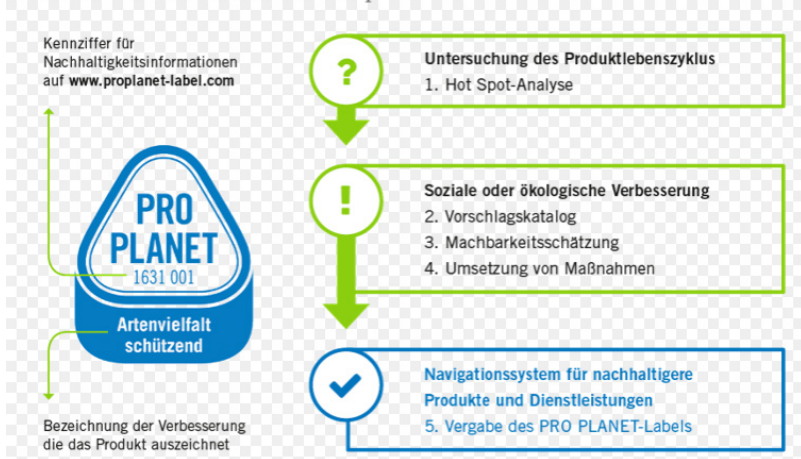 Kennziffer für
Nachhaltigkeitsinformationen
auf www.proplanet-label.com
PRO
PLANET
1631 001
Artenvielfalt
schützend
Bezeichnung der Verbesserung
die das Produkt auszeichnet
?
Untersuchung des Produktlebenszyklus
1. Hot Spot-Analyse
!
Soziale oder ökologische Verbesserung
2. Vorschlagskatalog
3. Machbarkeitsschätzung
4. Umsetzung von Maßnahmen
Navigationssystem für nachhaltigere
Produkte und Dienstleistungen
5. Vergabe des PRO PLANET-Labels